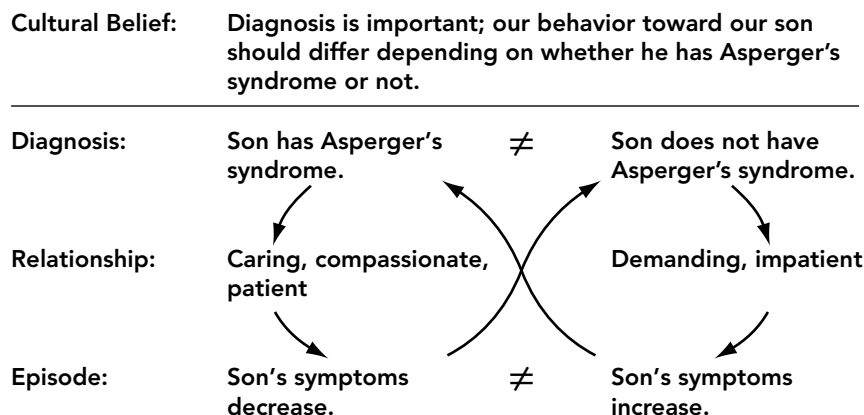 Cultural Belief: Diagnosis is important; our behavior toward our son
should differ depending on whether he has Asperger's
syndrome or not.
Diagnosis: Son has Asperger's ≠ Son does not have
syndrome. Asperger's syndrome.
Relationship: Caring, compassionate, Demanding, impatient
patient
Episode: Son's symptoms ≠ Son's symptoms
decrease. increase.